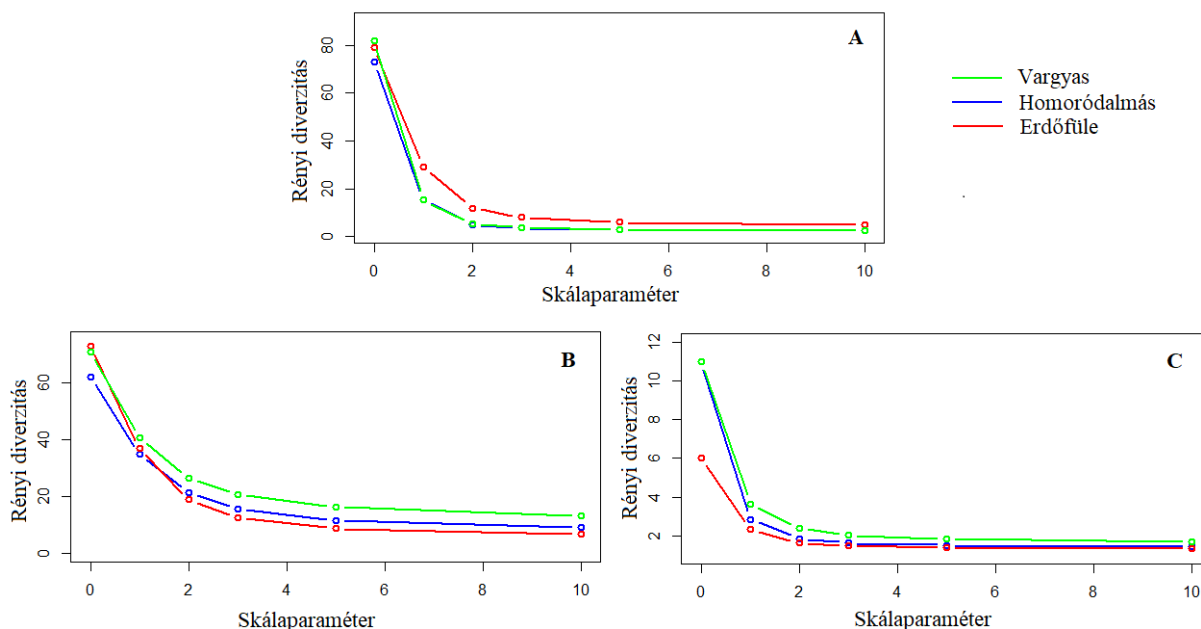 A
Rényi diverzitás
80
60
40
20
0
0 2 4 6 8 10
Skálaparaméter
Vargyas
Homoródalmás
Erdőfüle
B
Rényi diverzitás
60
40
20
0
0 2 4 6 8 10
Skálaparaméter
C
Rényi diverzitás
12
10
8
6
4
2
0 2 4 6 8 10
Skálaparaméter